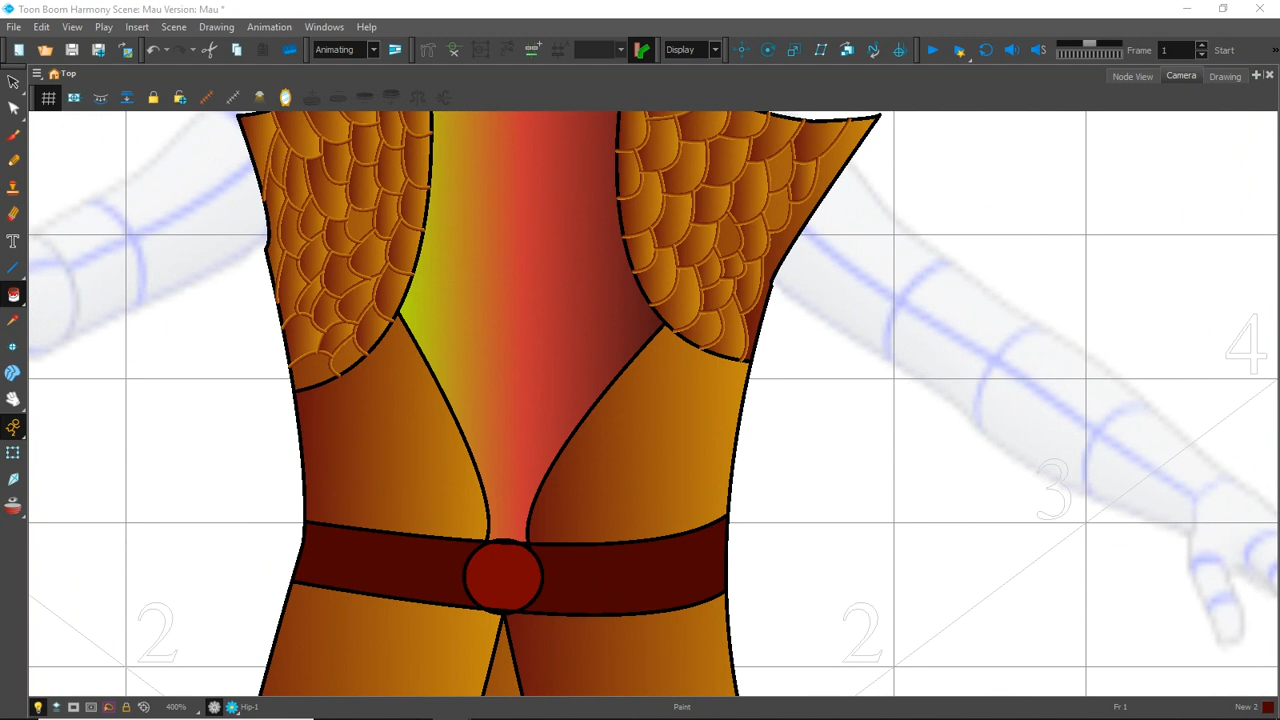 Toon Boom Harmony Scene: Mau Version: Mau *
File Edit View Play Insert Scene Drawing Animation Windows Help
Animating Display Frame 1 Start
Top Node View Camera Drawing
4
3
2 2
400% Hip-1 Paint Fr 1 New 2